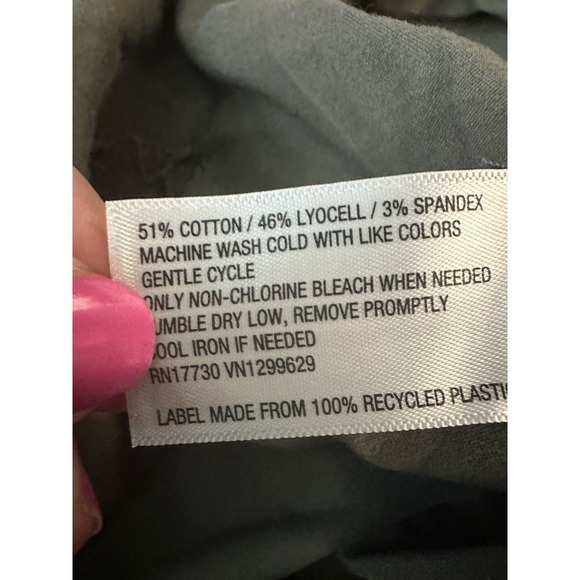 51% COTTON / 46% LYOCELL / 3% SPANDEX
MACHINE WASH COLD WITH LIKE COLORS
GENTLE CYCLE
ONLY NON-CHLORINE BLEACH WHEN NEEDED
UMBLE DRY LOW, REMOVE PROMPTLY
OOL IRON IF NEEDED
RN17730 VN1299629
LABEL MADE FROM 100% RECYCLED PLASTI